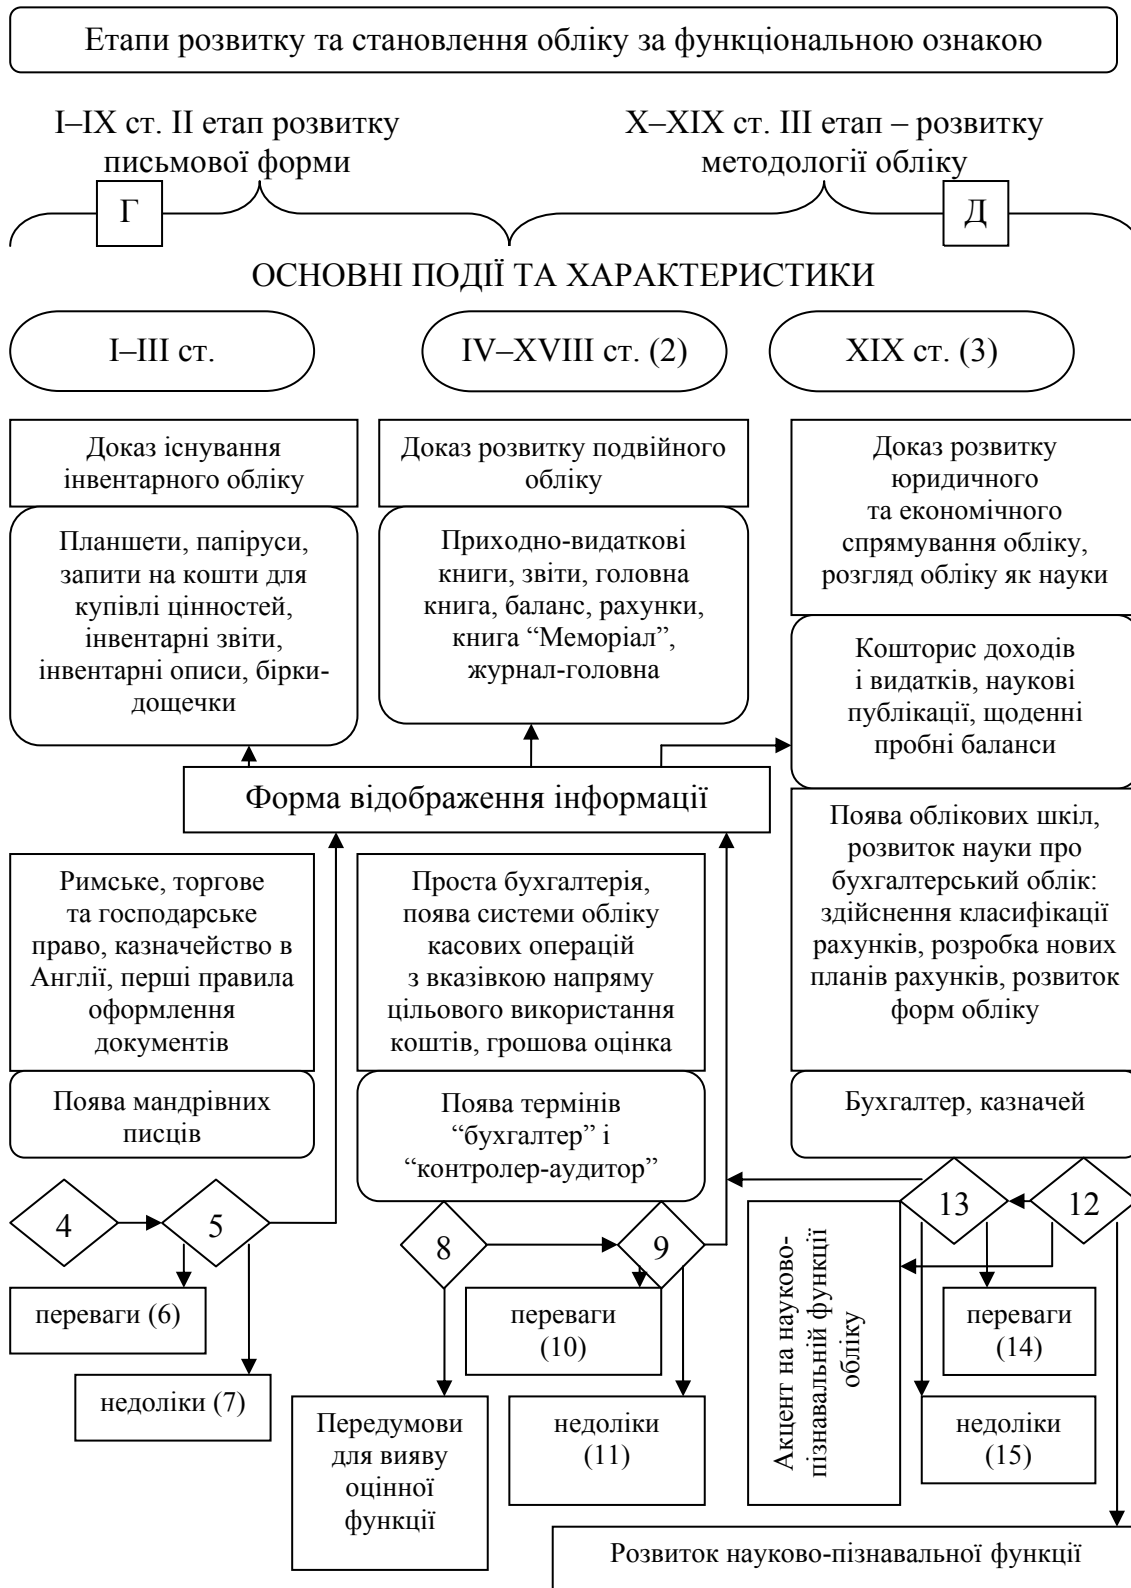 Етапи розвитку та становлення обліку за функціональною ознакою
I–IX ст. II етап розвитку
письмової форми
X–XIX ст. III етап – розвитку
методології обліку
Г
Д
ОСНОВНІ ПОДІЇ ТА ХАРАКТЕРИСТИКИ
I–III ст.
IV–XVIII ст. (2)
XIX ст. (3)
Доказ існування
інвентарного обліку
Планшети, папіруси,
запити на кошти для
купівлі цінностей,
інвентарні звіти,
інвентарні описи, бірки-
дощечки
Доказ розвитку подвійного
обліку
Приходно-видаткові
книги, звіти, головна
книга, баланс, рахунки,
книга “Меморіал”,
журнал-головна
Доказ розвитку
юридичного
та економічного
спрямування обліку,
розгляд обліку як науки
Кошторис доходів
і видатків, наукові
публікації, щоденні
пробні баланси
Форма відображення інформації
Римське, торгове
та господарське
право, казначейство в
Англії, перші правила
оформлення
документів
Поява мандрівних
писців
Проста бухгалтерія,
поява системи обліку
касових операцій
з вказівкою напряму
цільового використання
коштів, грошова оцінка
Поява термінів
“бухгалтер” і
“контролер-аудитор”
Поява облікових шкіл,
розвиток науки про
бухгалтерський облік:
здійснення класифікації
рахунків, розробка нових
планів рахунків, розвиток
форм обліку
Бухгалтер, казначей
4
5
8
9
13
12
переваги (6)
недоліки (7)
переваги
(10)
недоліки
(11)
Передумови
для вияву
оцінної
функції
Акцент на науково-
пізнавальній функції
обліку
переваги
(14)
недоліки
(15)
Розвиток науково-пізнавальної функції